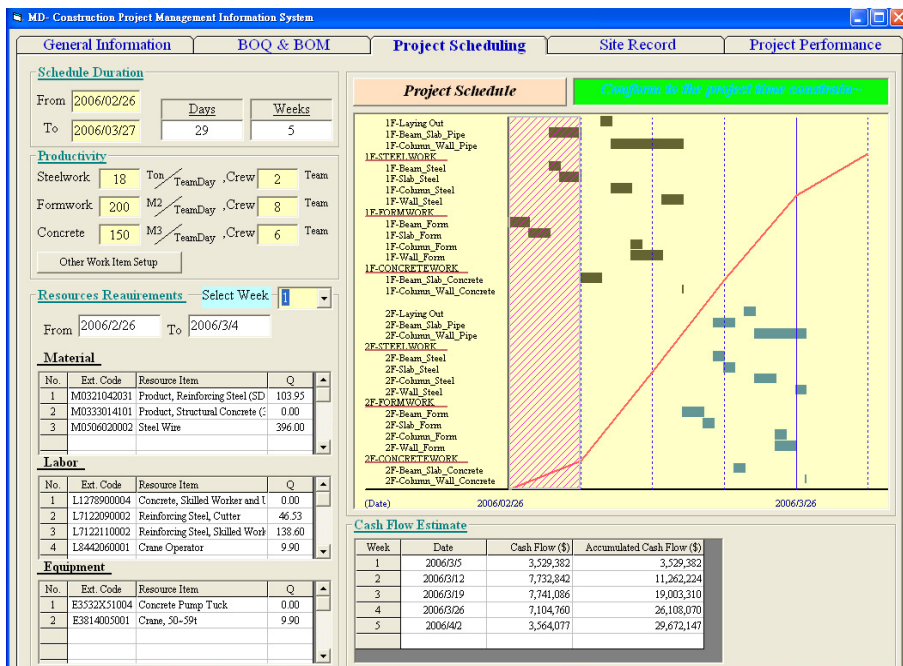 MD- Construction Project Management Information System
General Information
BOQ & BOM
Project Scheduling
Site Record
Project Performance
Schedule Duration
From 2006/02/26
To 2006/03/27
Days
29
Weeks
5
Productivity
Steelwork 18 Ton/TeamDay ,Crew 2 Team
Formwork 200 M2/TeamDay ,Crew 8 Team
Concrete 150 M3/TeamDay ,Crew 6 Team
Other Work Item Setup
Resources Reauirements Select Week 1
From 2006/2/26 To 2006/3/4
Material
No. Ext. Code Resource Item Q
1 M0321042031 Product, Reinforcing Steel (SD 103.95
2 M0333014101 Product, Structural Concrete (3 0.00
3 M0506020002 Steel Wire 396.00
Labor
No. Ext. Code Resource Item Q
1 L1278900004 Concrete, Skilled Worker and U 0.00
2 L7122090002 Reinforcing Steel, Cutter 46.53
3 L7122110002 Reinforcing Steel, Skilled Work 138.60
4 L8442060001 Crane Operator 9.90
Equipment
No. Ext. Code Resource Item Q
1 E3532X51004 Concrete Pump Tuck 0.00
2 E3814005001 Crane, 50~59t 9.90
Project Schedule
Conform to the project time constrain~
1F-Laying Out
1F-Beam_Slab_Pipe
1F-Column_Wall_Pipe
1F-STEELWORK
1F-Beam_Steel
1F-Slab_Steel
1F-Column_Steel
1F-Wall_Steel
1F-FORMWORK
1F-Beam_Form
1F-Slab_Form
1F-Column_Form
1F-Wall_Form
1F-CONCRETEWORK
1F-Beam_Slab_Concrete
1F-Column_Wall_Concrete
2F-Laying Out
2F-Beam_Slab_Pipe
2F-Column_Wall_Pipe
2F-STEELWORK
2F-Beam_Steel
2F-Slab_Steel
2F-Column_Steel
2F-Wall_Steel
2F-FORMWORK
2F-Beam_Form
2F-Slab_Form
2F-Column_Form
2F-Wall_Form
2F-CONCRETEWORK
2F-Beam_Slab_Concrete
2F-Column_Wall_Concrete
(Date) 2006/02/26 2006/3/26
Cash Flow Estimate
Week Date Cash Flow ($) Accumulated Cash Flow ($)
1 2006/3/5 3,529,382 3,529,382
2 2006/3/12 7,732,842 11,262,224
3 2006/3/19 7,741,086 19,003,310
4 2006/3/26 7,104,760 26,108,070
5 2006/4/2 3,564,077 29,672,147